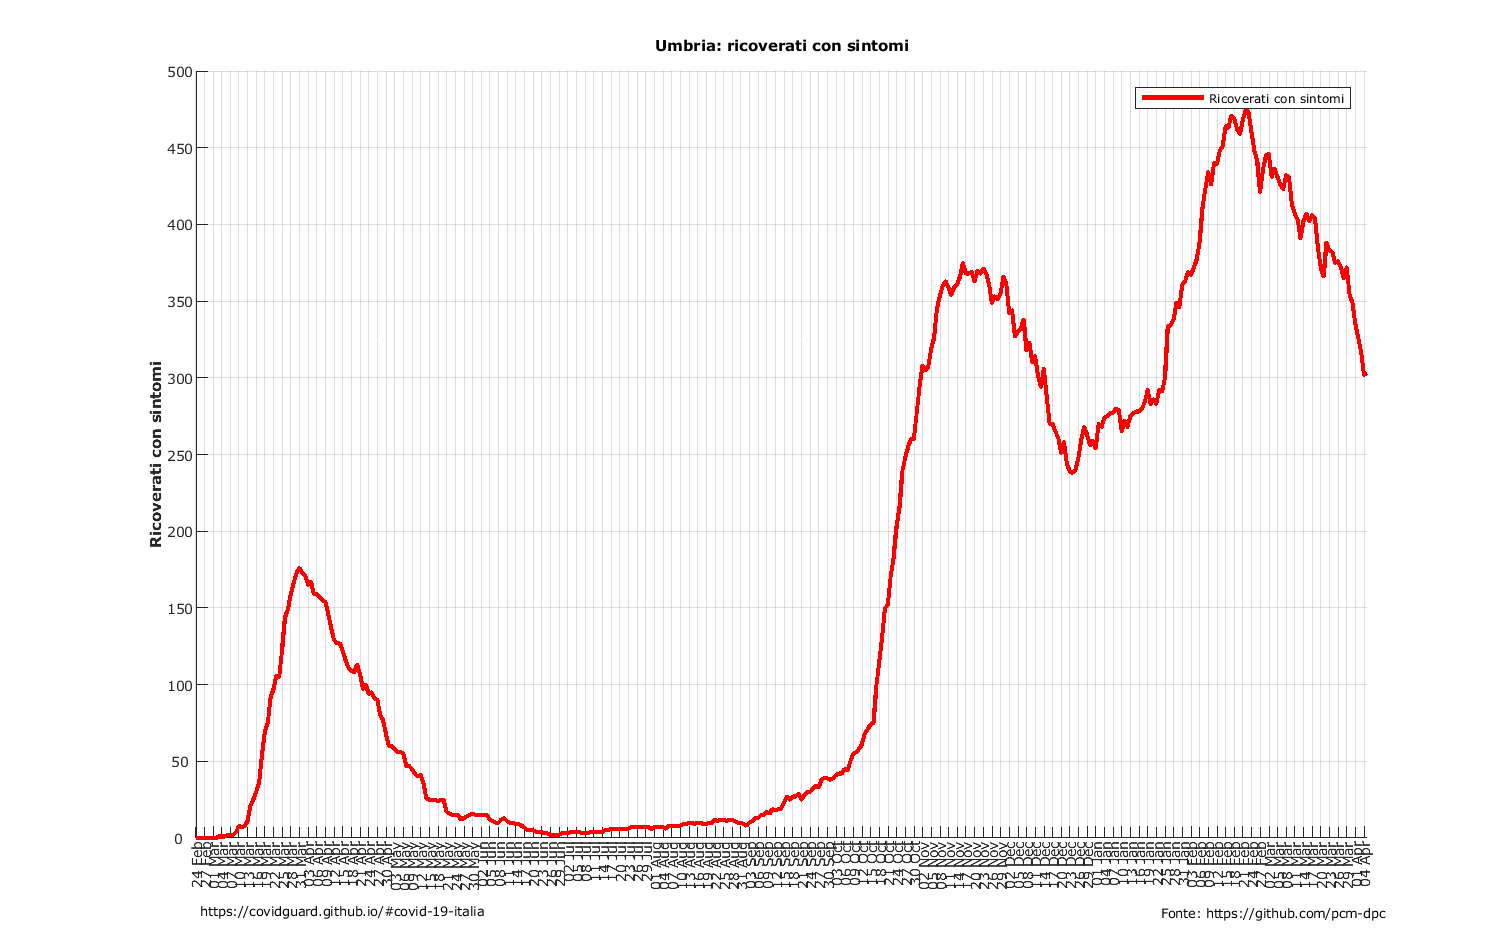 Umbria: ricoverati con sintomi
Ricoverati con sintomi
500
450
400
350
300
250
200
150
100
50
0
Ricoverati con sintomi
24 Feb
27 Feb
01 Mar
04 Mar
07 Mar
10 Mar
13 Mar
16 Mar
19 Mar
22 Mar
25 Mar
28 Mar
31 Mar
03 Apr
06 Apr
09 Apr
12 Apr
15 Apr
18 Apr
21 Apr
24 Apr
27 Apr
30 Apr
03 May
06 May
09 May
12 May
15 May
18 May
21 May
24 May
27 May
30 May
02 Jun
05 Jun
08 Jun
11 Jun
14 Jun
17 Jun
20 Jun
23 Jun
26 Jun
29 Jun
02 Jul
05 Jul
08 Jul
11 Jul
14 Jul
17 Jul
20 Jul
23 Jul
26 Jul
29 Jul
01 Aug
04 Aug
07 Aug
10 Aug
13 Aug
16 Aug
19 Aug
22 Aug
25 Aug
28 Aug
31 Aug
03 Sep
06 Sep
09 Sep
12 Sep
15 Sep
18 Sep
21 Sep
24 Sep
27 Sep
30 Sep
03 Oct
06 Oct
09 Oct
12 Oct
15 Oct
18 Oct
21 Oct
24 Oct
27 Oct
30 Oct
02 Nov
05 Nov
08 Nov
11 Nov
14 Nov
17 Nov
20 Nov
23 Nov
26 Nov
29 Nov
02 Dec
05 Dec
08 Dec
11 Dec
14 Dec
17 Dec
20 Dec
23 Dec
26 Dec
29 Dec
01 Jan
04 Jan
07 Jan
10 Jan
13 Jan
16 Jan
19 Jan
22 Jan
25 Jan
28 Jan
31 Jan
03 Feb
06 Feb
09 Feb
12 Feb
15 Feb
18 Feb
21 Feb
24 Feb
27 Feb
02 Mar
05 Mar
08 Mar
11 Mar
14 Mar
17 Mar
20 Mar
23 Mar
26 Mar
29 Mar
01 Apr
04 Apr
https://covidguard.github.io/#covid-19-italia
Fonte: https://github.com/pcm-dpc